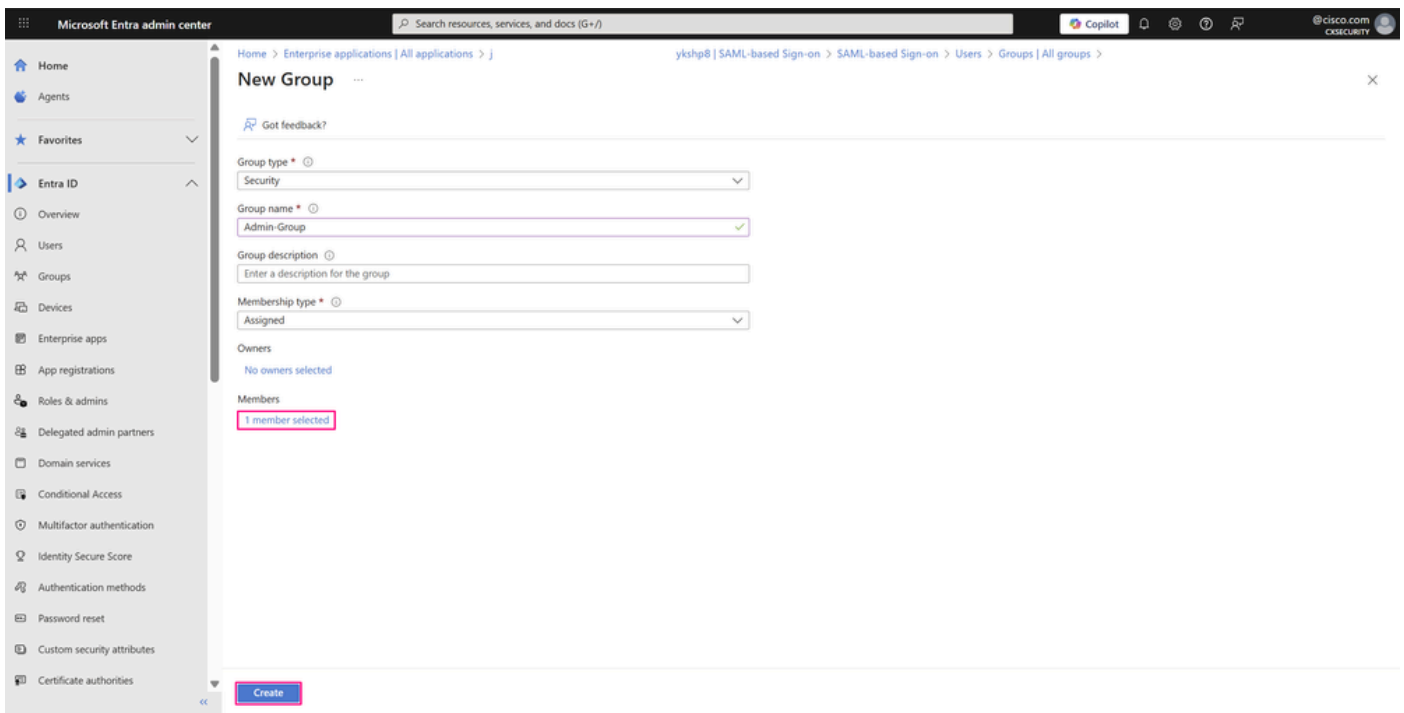 Microsoft Entra admin center
Search resources, services, and docs (G+/)
Copilot
@cisco.com
CXSECURITY
Home
Agents
Favorites
Entra ID
Overview
Users
Groups
Devices
Enterprise apps
App registrations
Roles & admins
Delegated admin partners
Domain services
Conditional Access
Multifactor authentication
Identity Secure Score
Authentication methods
Password reset
Custom security attributes
Certificate authorities
Home > Enterprise applications | All applications > j ykshp8 | SAML-based Sign-on > SAML-based Sign-on > Users > Groups | All groups >
New Group ...
Got feedback?
Group type *
Security
Group name *
Admin-Group
Group description
Enter a description for the group
Membership type *
Assigned
Owners
No owners selected
Members
1 member selected
Create